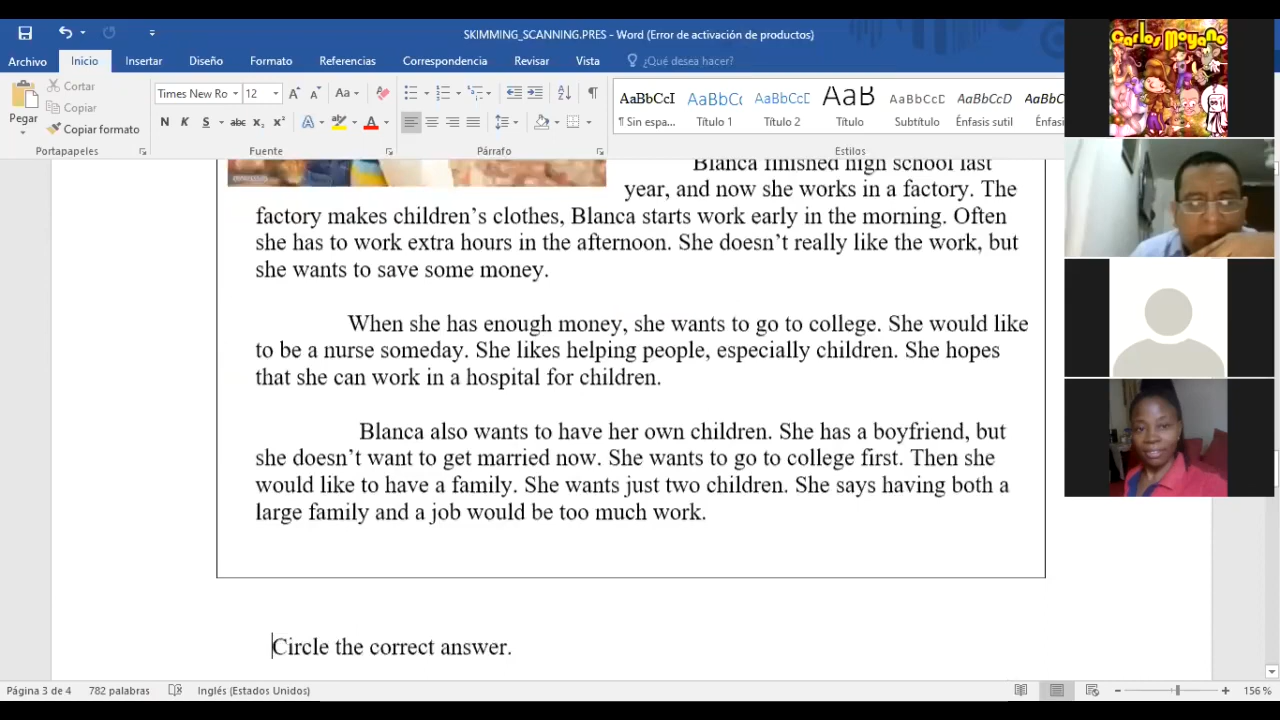 SKIMMING_SCANNING.PRES - Word (Error de activación de productos)
Archivo Inicio Insertar Diseño Formato Referencias Correspondencia Revisar Vista ¿Qué desea hacer?
Pegar
Cortar
Copiar
Copiar formato
Portapapeles
Times New Ro 12 Aa
N K S abc x₂ x² A A
Fuente
Párrafo
AaBbCcI AaBbCc AaBbCcD AaB AaBbCcD AaBbCcD AaBbCc
¶ Sin espa... Título 1 Título 2 Título Subtítulo Énfasis sutil Énfasis
Estilos
Carlos Moyano
Blanca finished high school last
year, and now she works in a factory. The
factory makes children’s clothes, Blanca starts work early in the morning. Often
she has to work extra hours in the afternoon. She doesn’t really like the work, but
she wants to save some money.
When she has enough money, she wants to go to college. She would like
to be a nurse someday. She likes helping people, especially children. She hopes
that she can work in a hospital for children.
Blanca also wants to have her own children. She has a boyfriend, but
she doesn’t want to get married now. She wants to go to college first. Then she
would like to have a family. She wants just two children. She says having both a
large family and a job would be too much work.
Circle the correct answer.
Página 3 de 4 782 palabras Inglés (Estados Unidos) 156 %